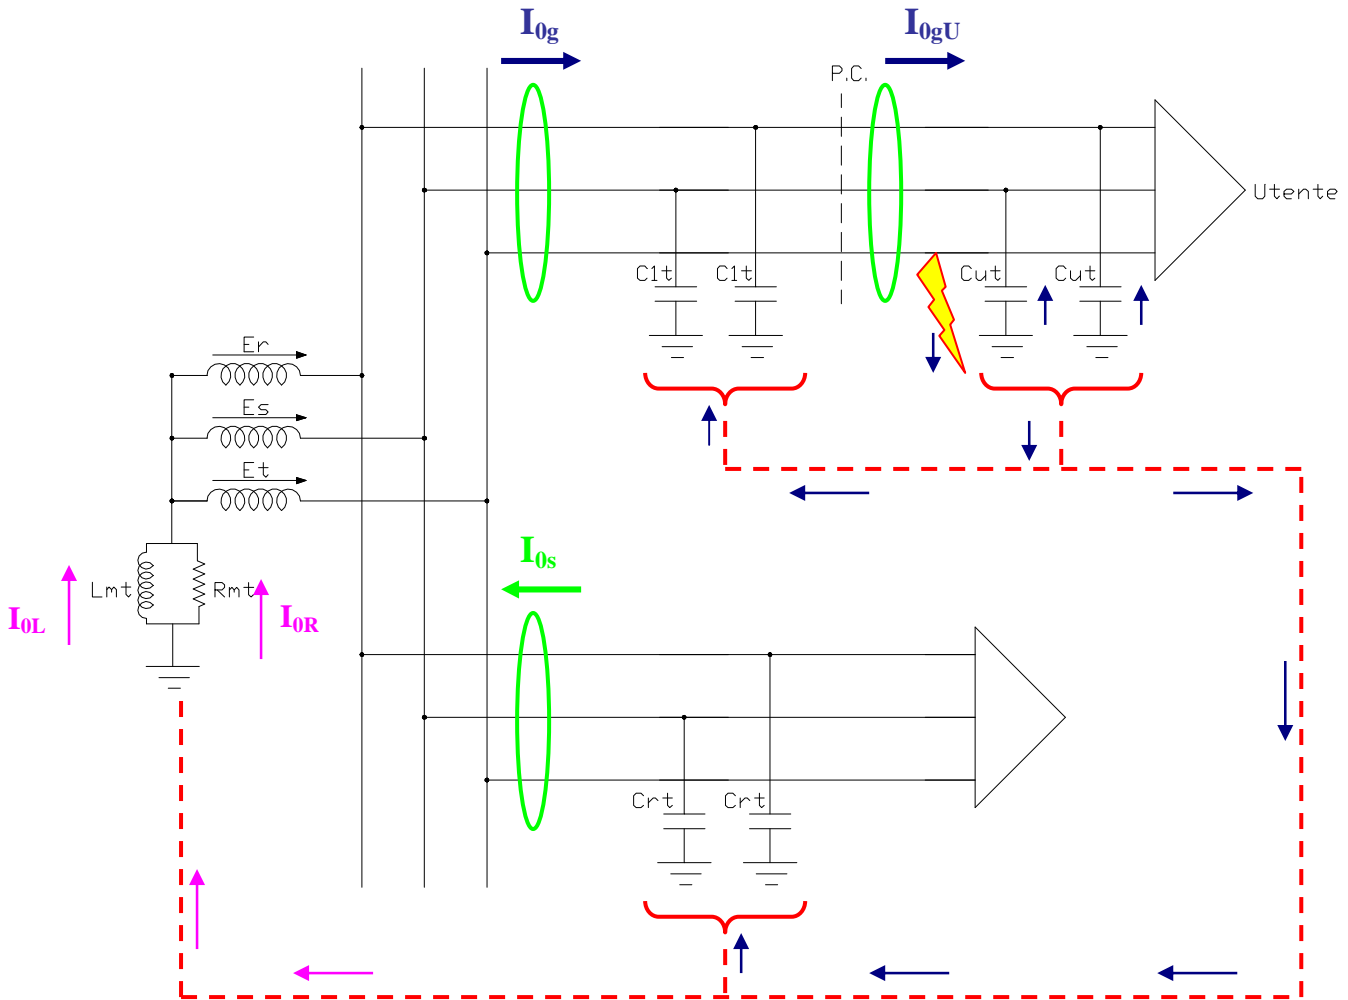 I0g
I0gU
P.C.
Utente
C1t C1t
Cut Cut
Er
Es
Et
I0s
Lmt Rmt
I0L
I0R
Crt Crt